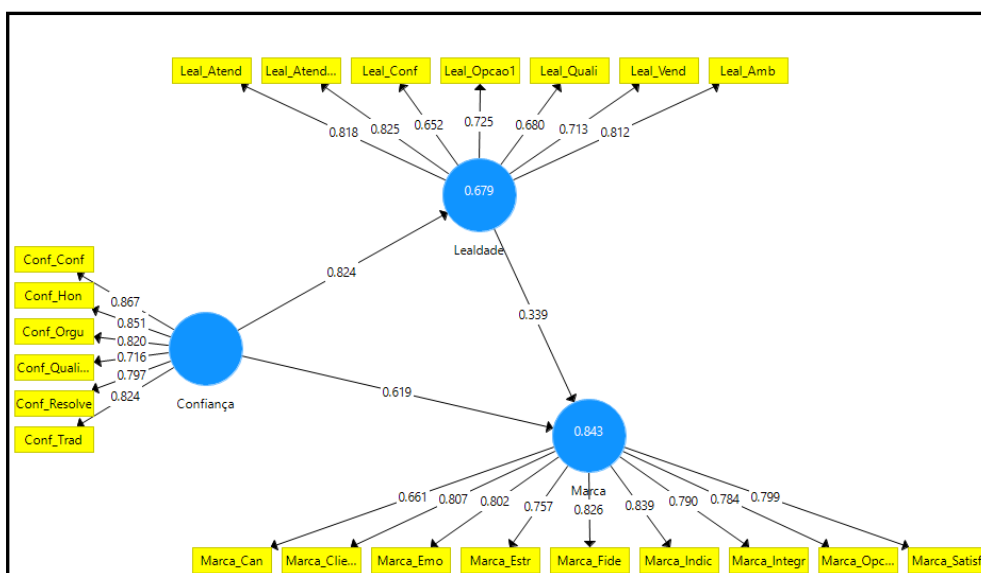 Leal_Atend Leal_Atend... Leal_Conf Leal_Opcao1 Leal_Quali Leal_Vend Leal_Amb
0.818 0.825 0.652 0.725 0.680 0.713 0.812
0.679
Lealdade
Conf_Conf
Conf_Hon
Conf_Orgu
Conf_Quali...
Conf_Resolve
Conf_Trad
0.867
0.851
0.820
0.716
0.797
0.824
Confiança
0.824
0.339
0.619
0.843
Marca
0.661 0.807 0.802 0.757 0.826 0.839 0.790 0.784 0.799
Marca_Can Marca_Clie... Marca_Emo Marca_Estr Marca_Fide Marca_Indic Marca_Integr Marca_Opc... Marca_Satisf